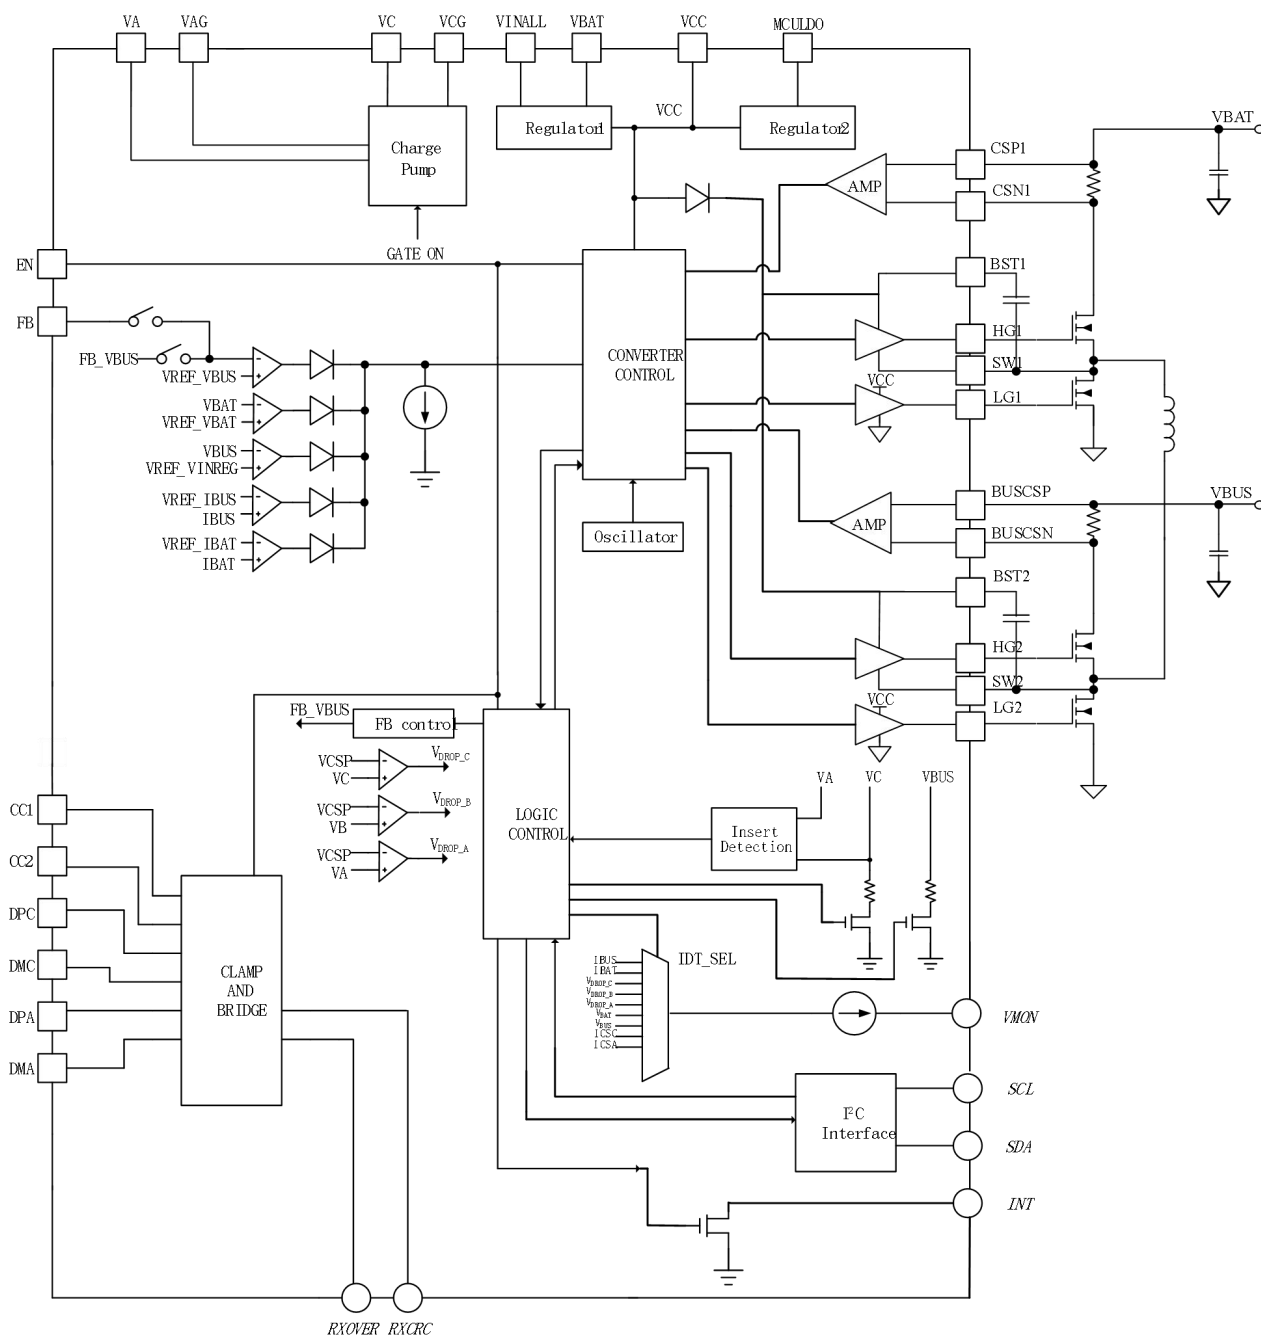 VA
VAG
VC
VCG
VINALL
VBAT
VCC
MCULDO
Regulator1
VCC
Regulator2
Charge
Pump
GATE ON
VBAT
CSP1
AMP
CSN1
EN
BST1
FB
HG1
FB_VBUS
VREF_VBUS
-
+
CONVERTER
CONTROL
SW1
VCC
LG1
VBAT
VREF_VBAT
-
+
VBUS
VREF_VINREG
-
+
VREF_IBUS
IBUS
-
+
VREF_IBAT
IBAT
-
+
Oscillator
BUSCSP
VBUS
AMP
BUSCSN
BST2
HG2
SW2
VCC
LG2
FB_VBUS
FB control
VCSP
VC
-
+
VDROP_C
VCSP
VB
-
+
VDROP_B
VCSP
VA
-
+
VDROP_A
LOGIC
CONTROL
VA
VC
VBUS
Insert
Detection
CC1
CC2
DPC
DMC
DPA
DMA
CLAMP
AND
BRIDGE
IDT_SEL
IBUS
IBAT
VDROP_C
VDROP_B
VDROP_A
VBAT
VBUS
ICSC
ICSA
VMON
SCL
I²C
Interface
SDA
INT
RXOVER
RXCRC